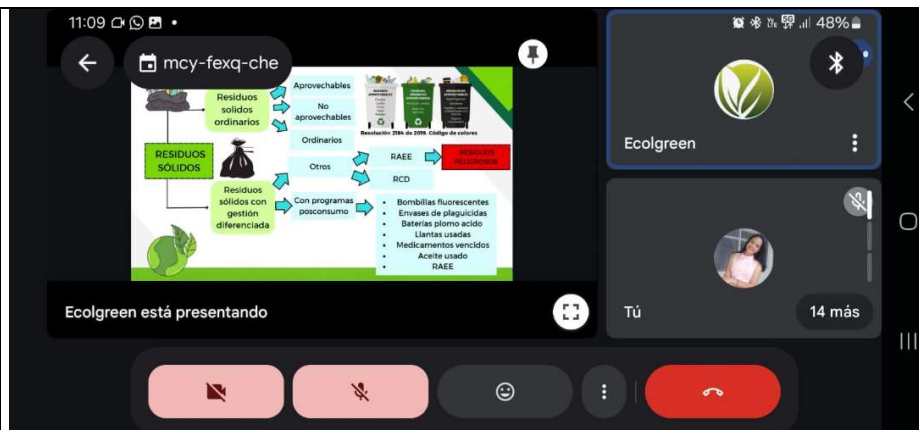 11:09
48%
mcy-fexq-che
RESIDUOS
SÓLIDOS
Residuos
solidos
ordinarios
Aprovechables
No
aprovechables
Ordinarios
Resolución 2184 de 2019. Código de colores
Residuos
sólidos con
gestión
diferenciada
Otros
RAEE
RESIDUOS
PELIGROSOS
RCD
Con programas
posconsumo
• Bombillas fluorescentes
• Envases de plaguicidas
• Baterías plomo acido
• Llantas usadas
• Medicamentos vencidos
• Aceite usado
• RAEE
Ecolgreen está presentando
Ecolgreen
Tú
14 más